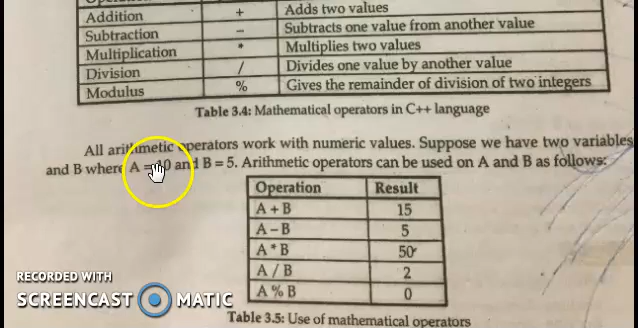 Addition + Adds two values
Subtraction – Subtracts one value from another value
Multiplication * Multiplies two values
Division / Divides one value by another value
Modulus % Gives the remainder of division of two integers
Table 3.4: Mathematical operators in C++ language
All arithmetic operators work with numeric values. Suppose we have two variables
and B where A = 10 and B = 5. Arithmetic operators can be used on A and B as follows:
Operation Result
A + B 15
A – B 5
A * B 50
A / B 2
A % B 0
Table 3.5: Use of mathematical operators
RECORDED WITH
SCREENCAST MATIC